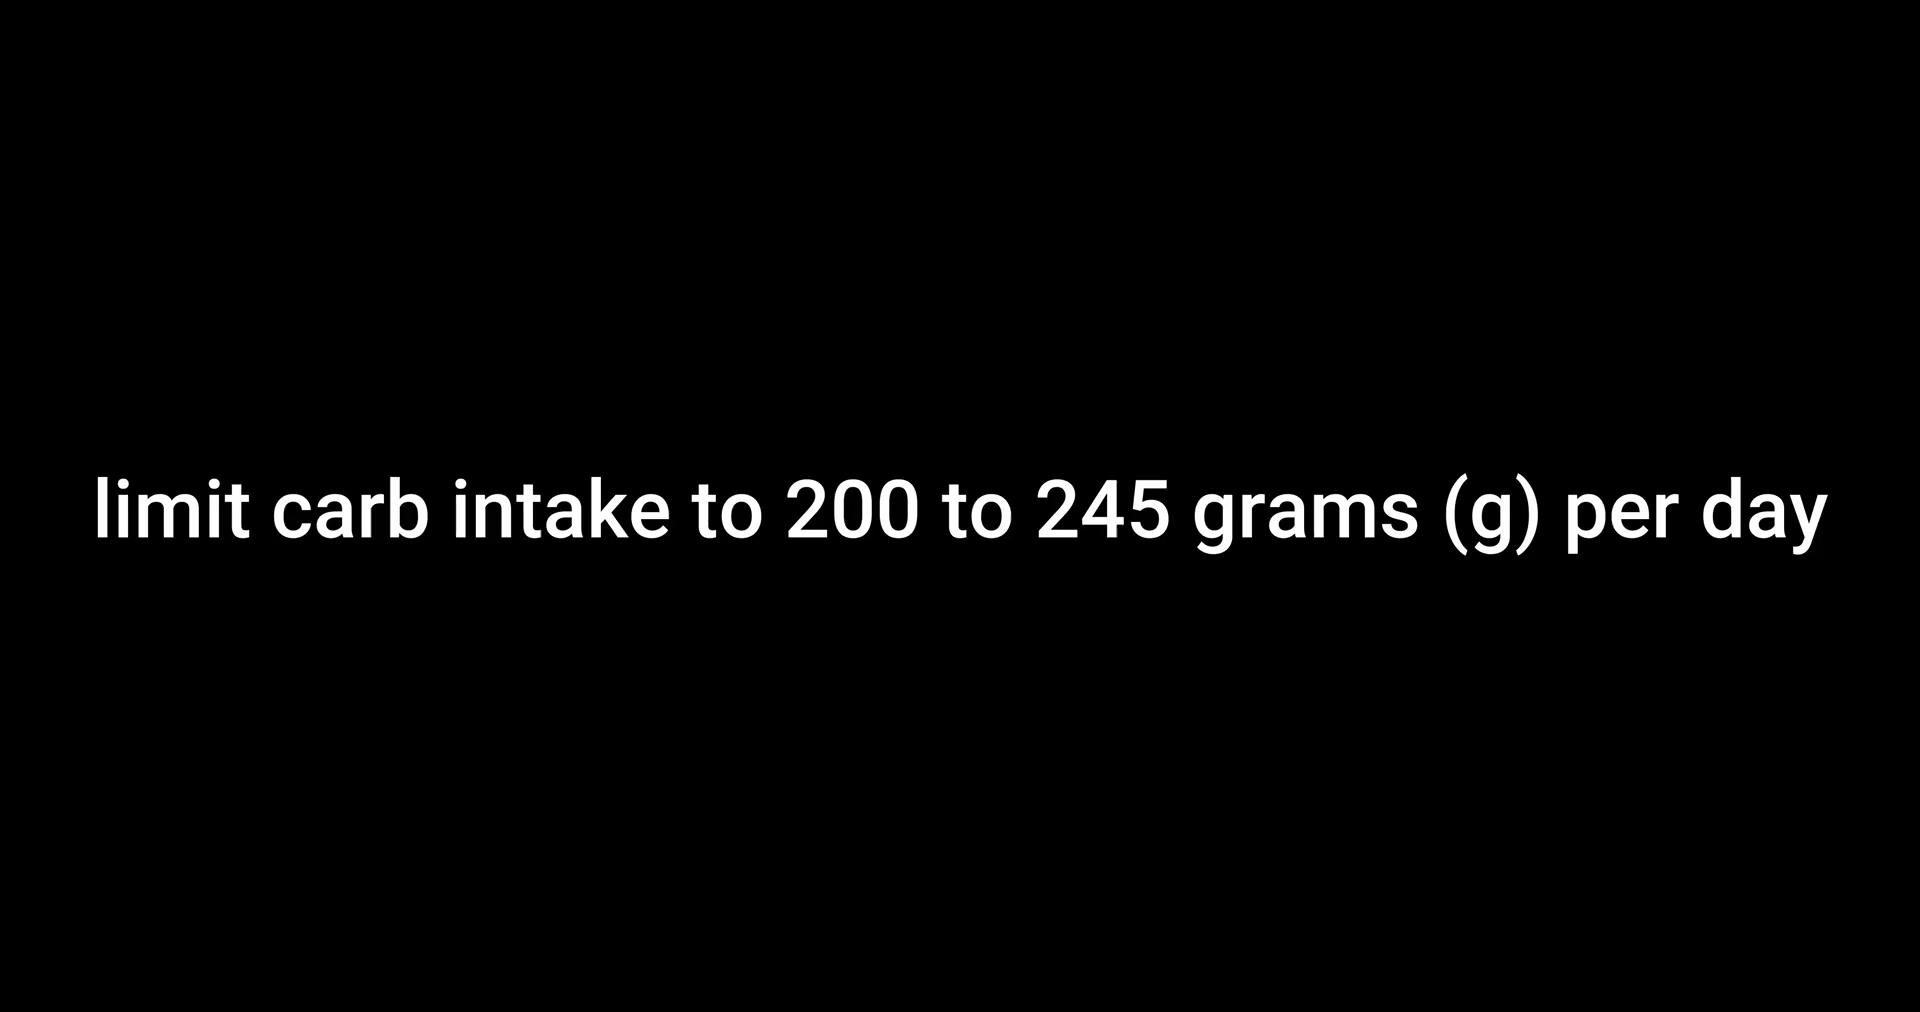 limit carb intake to 200 to 245 grams (g) per day